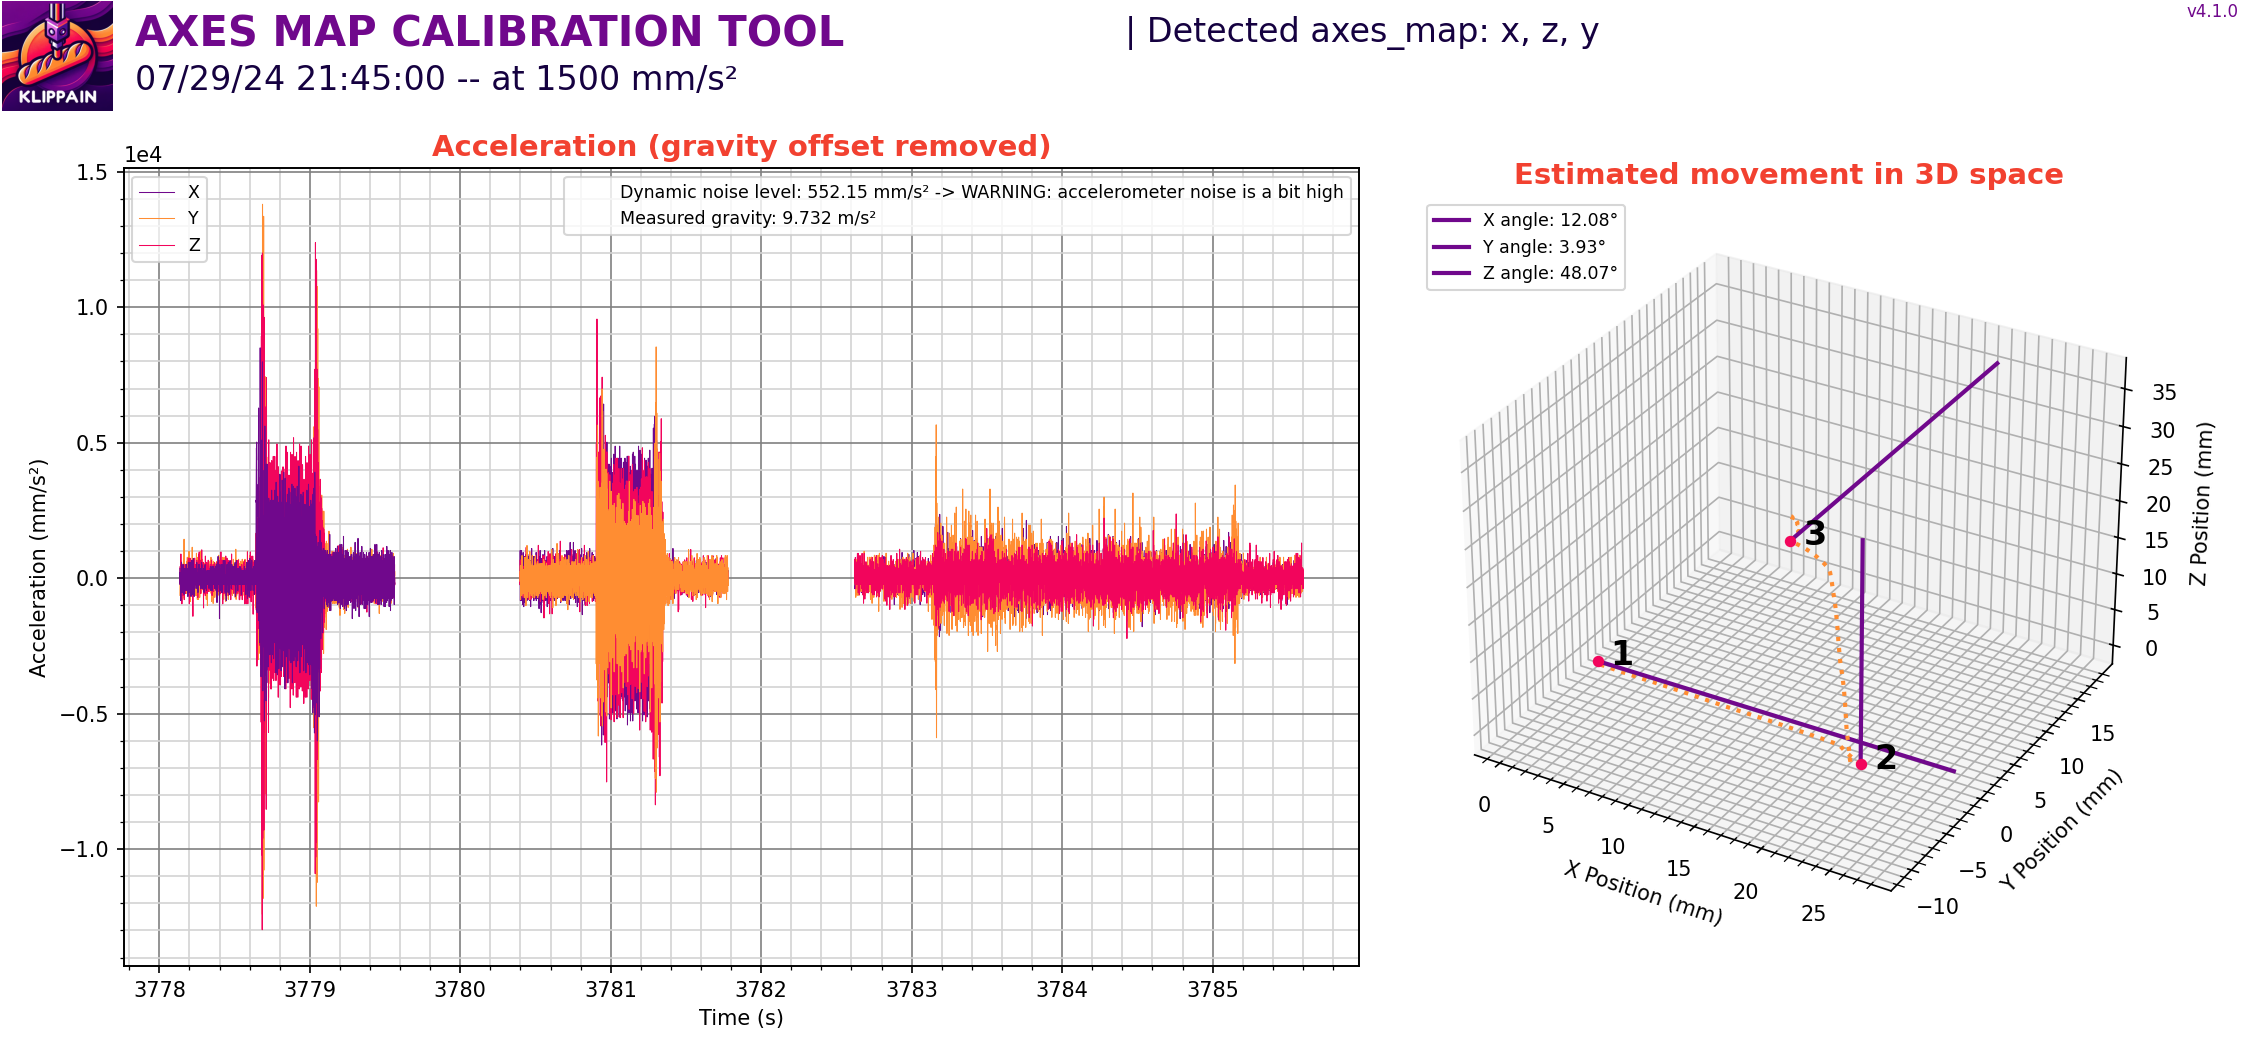 AXES MAP CALIBRATION TOOL
| Detected axes_map: x, z, y
v4.1.0
07/29/24 21:45:00 -- at 1500 mm/s²
KLIPPAIN
Acceleration (gravity offset removed)
1e4
X
Y
Z
Dynamic noise level: 552.15 mm/s² -> WARNING: accelerometer noise is a bit high
Measured gravity: 9.732 m/s²
1.5
1.0
0.5
0.0
−0.5
−1.0
Acceleration (mm/s²)
3778
3779
3780
3781
3782
3783
3784
3785
Time (s)
Estimated movement in 3D space
X angle: 12.08°
Y angle: 3.93°
Z angle: 48.07°
1
2
3
0
5
10
15
20
25
X Position (mm)
−10
−5
0
5
10
15
Y Position (mm)
0
5
10
15
20
25
30
35
Z Position (mm)